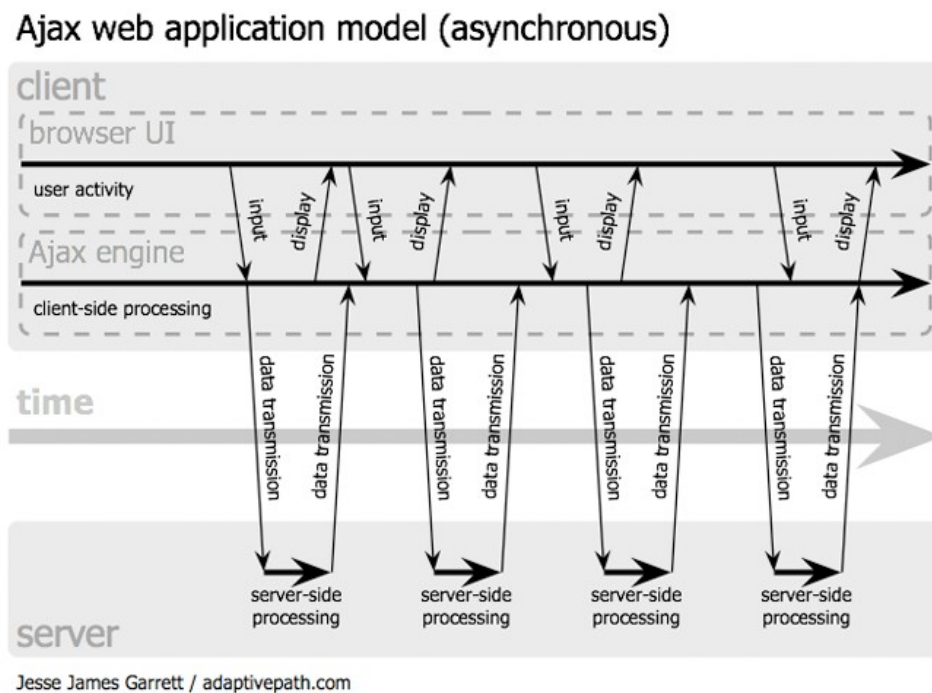 Ajax web application model (asynchronous)
client
browser UI
user activity
input
display
input
display
input
display
input
display
Ajax engine
client-side processing
data transmission
data transmission
data transmission
data transmission
data transmission
data transmission
data transmission
data transmission
time
server-side
processing
server-side
processing
server-side
processing
server-side
processing
server
Jesse James Garrett / adaptivepath.com